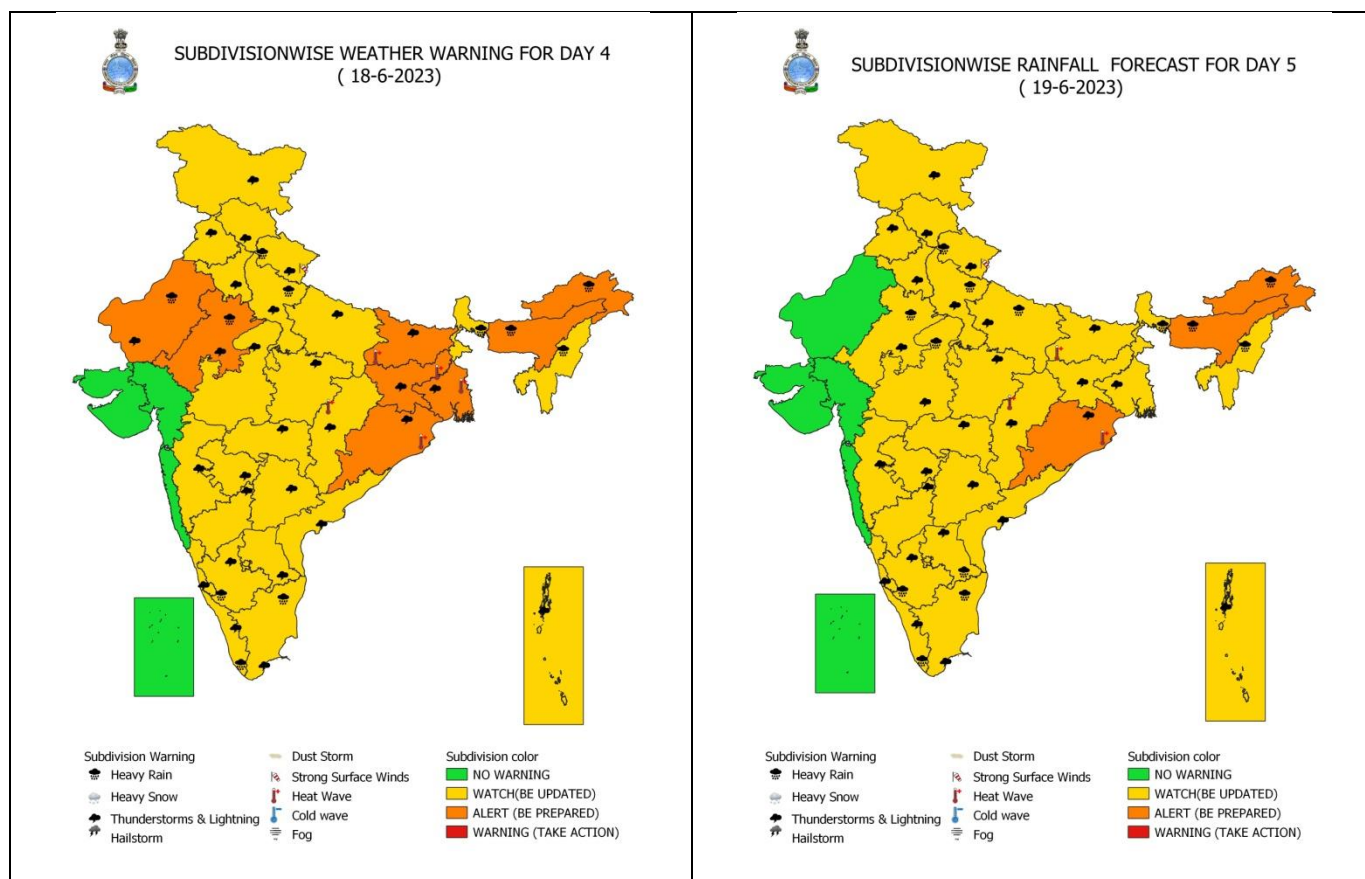 SUBDIVISIONWISE WEATHER WARNING FOR DAY 4
( 18-6-2023)
Subdivision Warning
Heavy Rain
Heavy Snow
Thunderstorms & Lightning
Hailstorm
Dust Storm
Strong Surface Winds
Heat Wave
Cold wave
Fog
Subdivision color
NO WARNING
WATCH(BE UPDATED)
ALERT (BE PREPARED)
WARNING (TAKE ACTION)
SUBDIVISIONWISE RAINFALL FORECAST FOR DAY 5
( 19-6-2023)
Subdivision Warning
Heavy Rain
Heavy Snow
Thunderstorms & Lightning
Hailstorm
Dust Storm
Strong Surface Winds
Heat Wave
Cold wave
Fog
Subdivision color
NO WARNING
WATCH(BE UPDATED)
ALERT (BE PREPARED)
WARNING (TAKE ACTION)